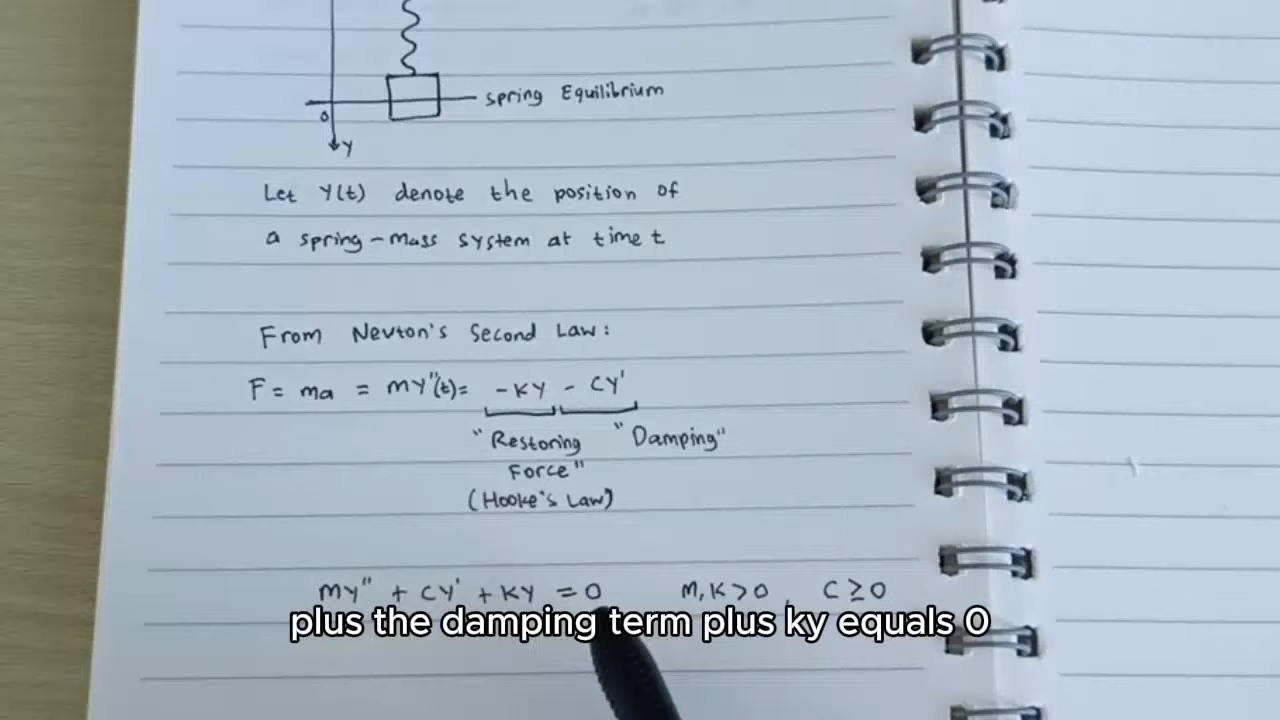 Spring Equilibrium
0
Y
Let Y(t) denote the position of
a spring-mass system at time t
From Newton's Second Law:
F = ma = my"(t)= -ky - cy'
"Restoring Force" (Hooke's Law)
"Damping"
my" + cy' + ky = 0    m,k>0, c≥0
plus the damping term plus ky equals 0